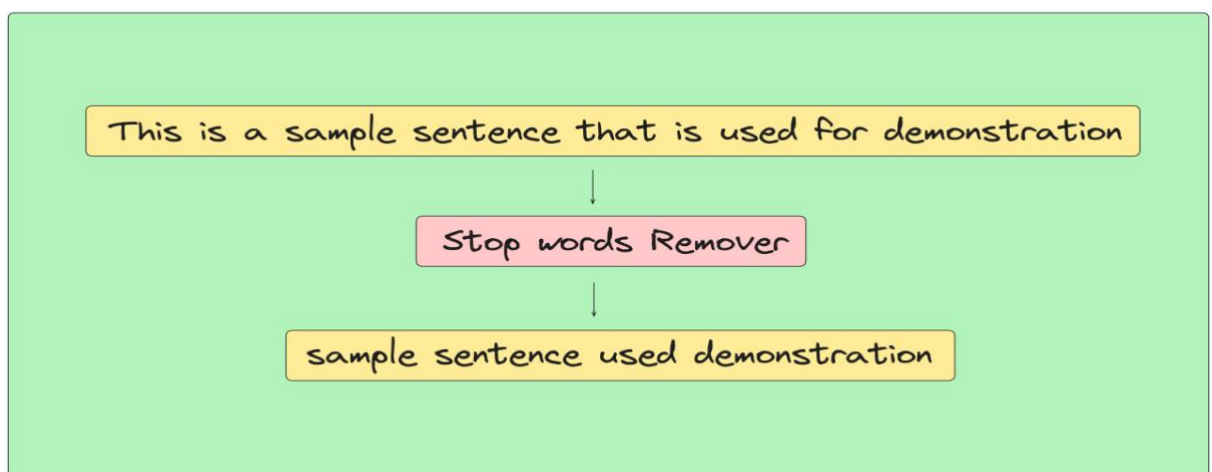 This is a sample sentence that is used for demonstration
Stop words Remover
sample sentence used demonstration